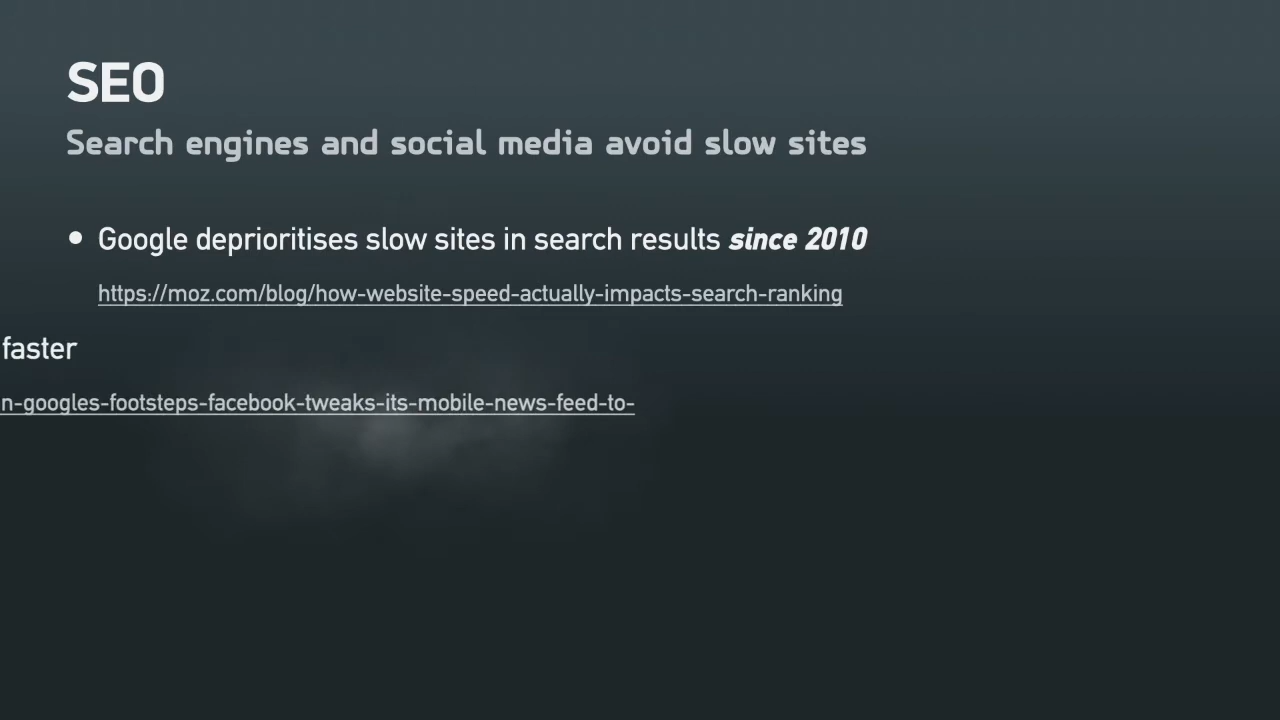 SEO
Search engines and social media avoid slow sites
• Google deprioritises slow sites in search results since 2010
https://moz.com/blog/how-website-speed-actually-impacts-search-ranking
faster
n-googles-footsteps-facebook-tweaks-its-mobile-news-feed-to-